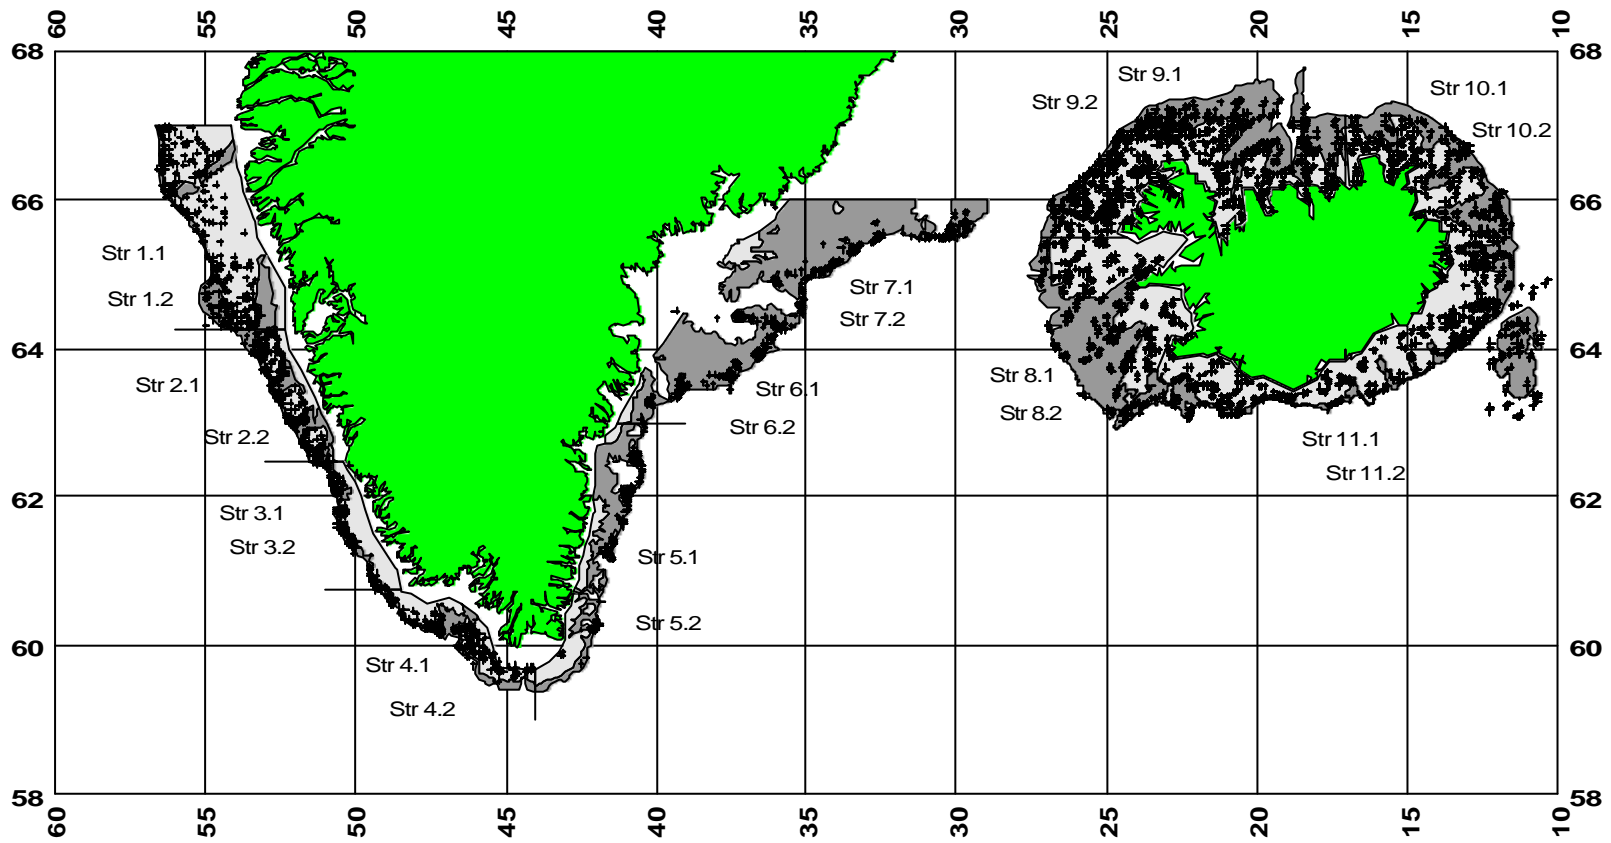 60 55 50 45 40 35 30 25 20 15 10
68 68
Str 9.1
Str 9.2
Str 10.1
Str 10.2
66 66
Str 1.1
Str 1.2
Str 7.1
Str 7.2
64 64
Str 2.1
Str 6.1
Str 8.1
Str 8.2
Str 2.2
Str 6.2
Str 11.1
Str 11.2
62 62
Str 3.1
Str 3.2
Str 5.1
Str 5.2
60 60
Str 4.1
Str 4.2
58 58
60 55 50 45 40 35 30 25 20 15 10